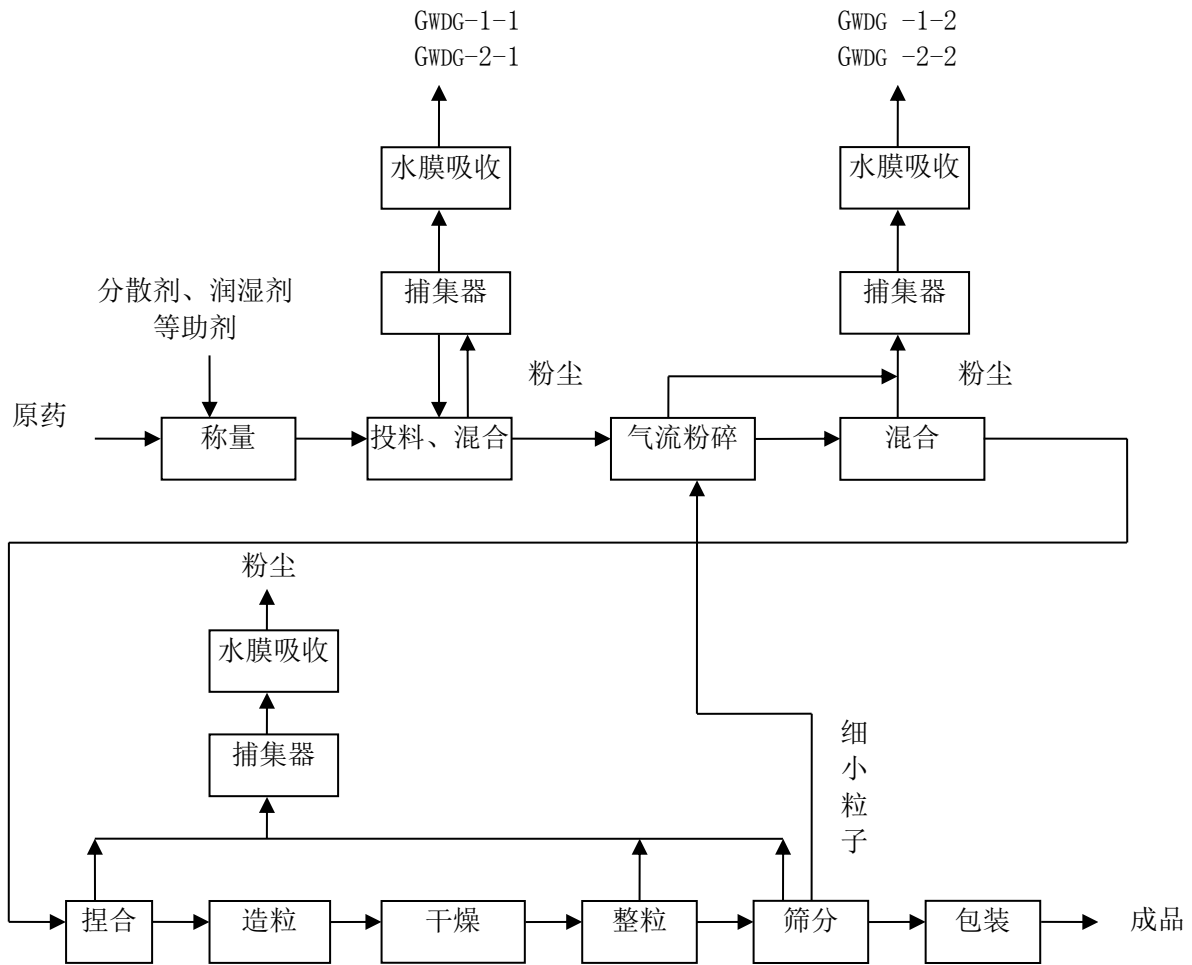 GWDG-1-1
GWDG-2-1
GWDG -1-2
GWDG -2-2
水膜吸收
水膜吸收
分散剂、润湿剂
等助剂
捕集器
捕集器
粉尘
粉尘
原药
称量
投料、混合
气流粉碎
混合
粉尘
水膜吸收
捕集器
细
小
粒
子
捏合
造粒
干燥
整粒
筛分
包装
成品